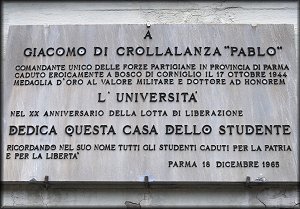 A
GIACOMO DI CROLLALANZA "PABLO"
COMANDANTE UNICO DELLE FORZE PARTIGIANE IN PROVINCIA DI PARMA
CADUTO EROICAMENTE A BOSCO DI CORNIGLIO IL 17 OTTOBRE 1944
MEDAGLIA D'ORO AL VALORE MILITARE E DOTTORE AD HONOREM
L'UNIVERSITA'
NEL XX ANNIVERSARIO DELLA LOTTA DI LIBERAZIONE
DEDICA QUESTA CASA DELLO STUDENTE
RICORDANDO NEL SUO NOME TUTTI GLI STUDENTI CADUTI PER LA PATRIA
E PER LA LIBERTA'
PARMA 18 DICEMBRE 1965